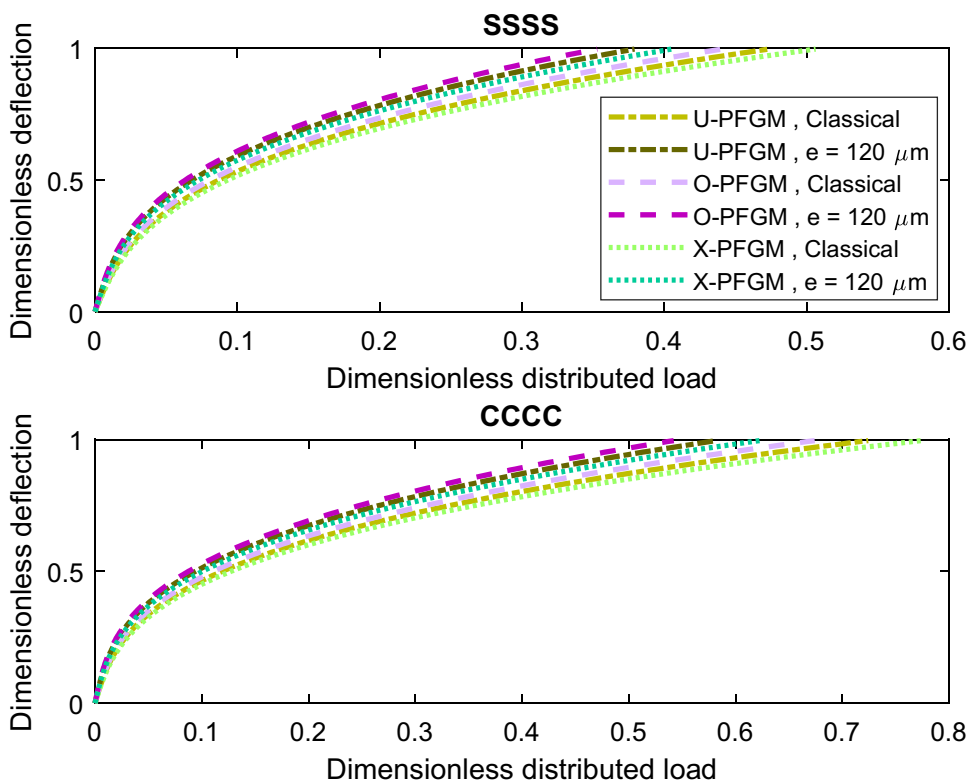 SSSS
Dimensionless deflection
1
0.5
0
U-PFGM , Classical
U-PFGM , e = 120 μm
O-PFGM , Classical
O-PFGM , e = 120 μm
X-PFGM , Classical
X-PFGM , e = 120 μm
0 0.1 0.2 0.3 0.4 0.5 0.6
Dimensionless distributed load
CCCC
Dimensionless deflection
1
0.5
0
0 0.1 0.2 0.3 0.4 0.5 0.6 0.7 0.8
Dimensionless distributed load